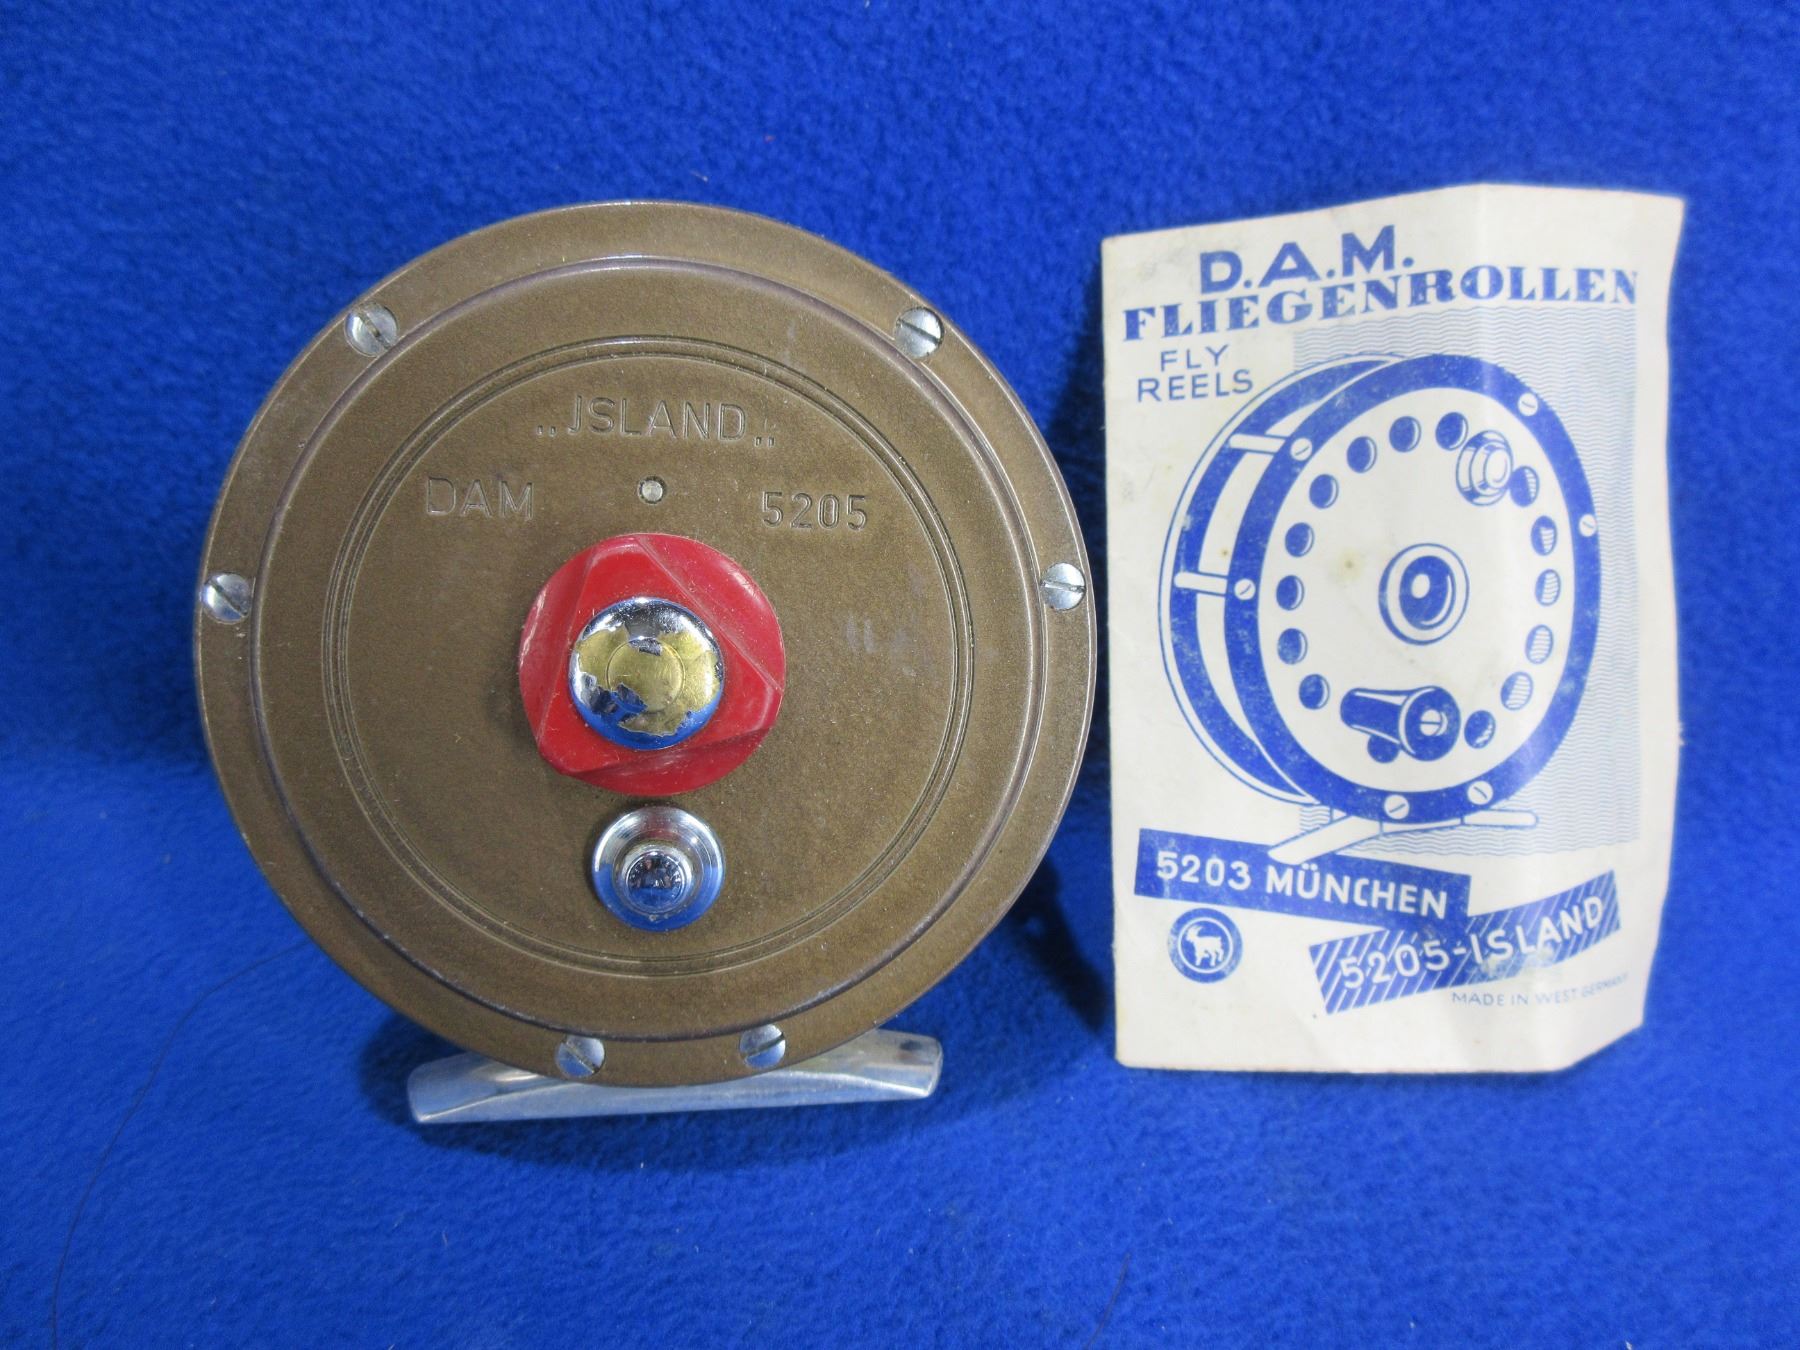 „JSLAND„
DAM 5205
D.A.M.
FLIEGENROLLEN
FLY
REELS
5203 MÜNCHEN
5205-ISLAND
MADE IN WEST GERMANY